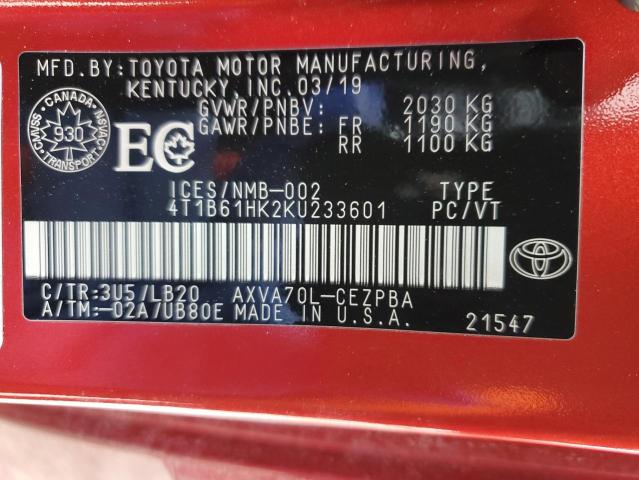 MFD.BY:TOYOTA MOTOR MANUFACTURING,
KENTUCKY, INC. 03/19
GVWR/PNBV: 2030 KG
GAWR/PNBE: FR 1190 KG
RR 1100 KG
CANADA
CMVSS 930 NSVAC
TRANSPORT
EC
ICES/NMB-002 TYPE
4T1B61HK2KU233601 PC/VT
C/TR:3U5/LB20 AXVA70L-CEZPBA
A/TM:-02A/UB80E MADE IN U.S.A. 21547